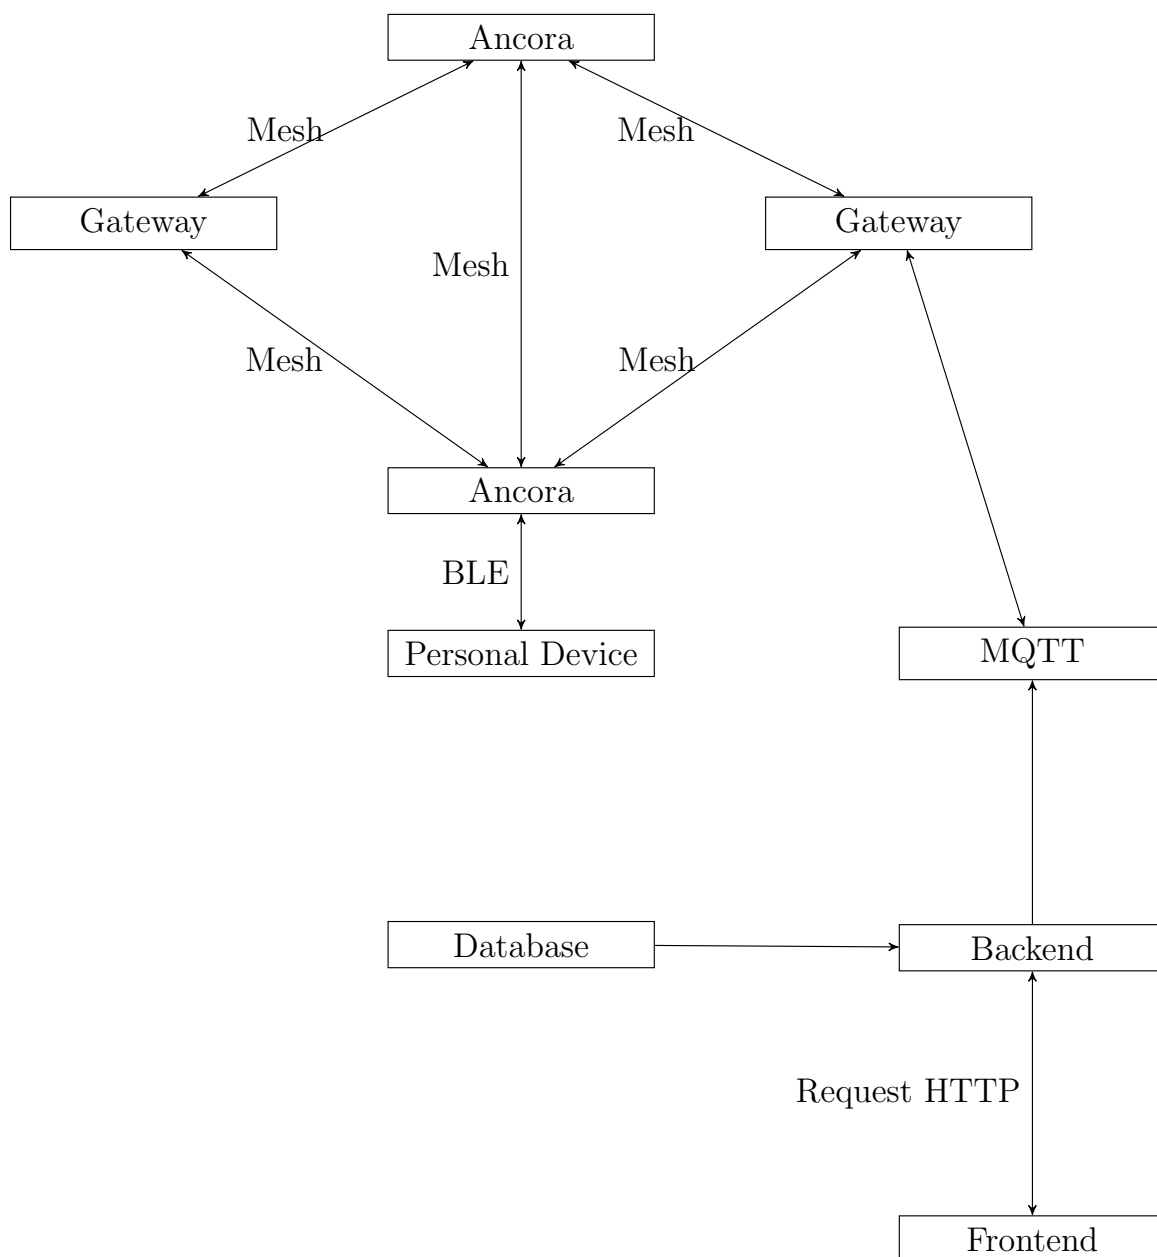 Ancora
Mesh
Mesh
Gateway
Gateway
Mesh
Mesh
Mesh
Ancora
BLE
Personal Device
MQTT
Database
Backend
Request HTTP
Frontend